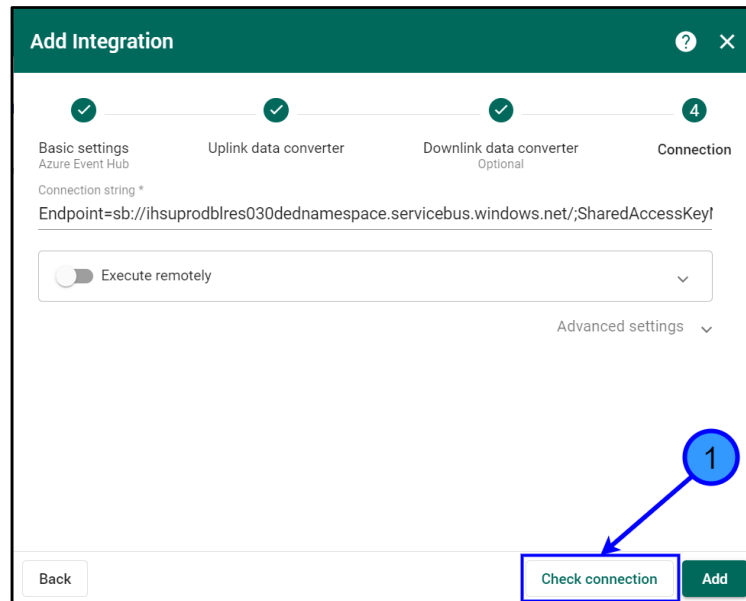 Add Integration
?
4
Basic settings
Azure Event Hub
Uplink data converter
Downlink data converter
Optional
Connection
Connection string *
Endpoint=sb://ihsuprodblres030dednamespace.servicebus.windows.net/;SharedAccessKey
Execute remotely
Advanced settings
1
Back
Check connection
Add